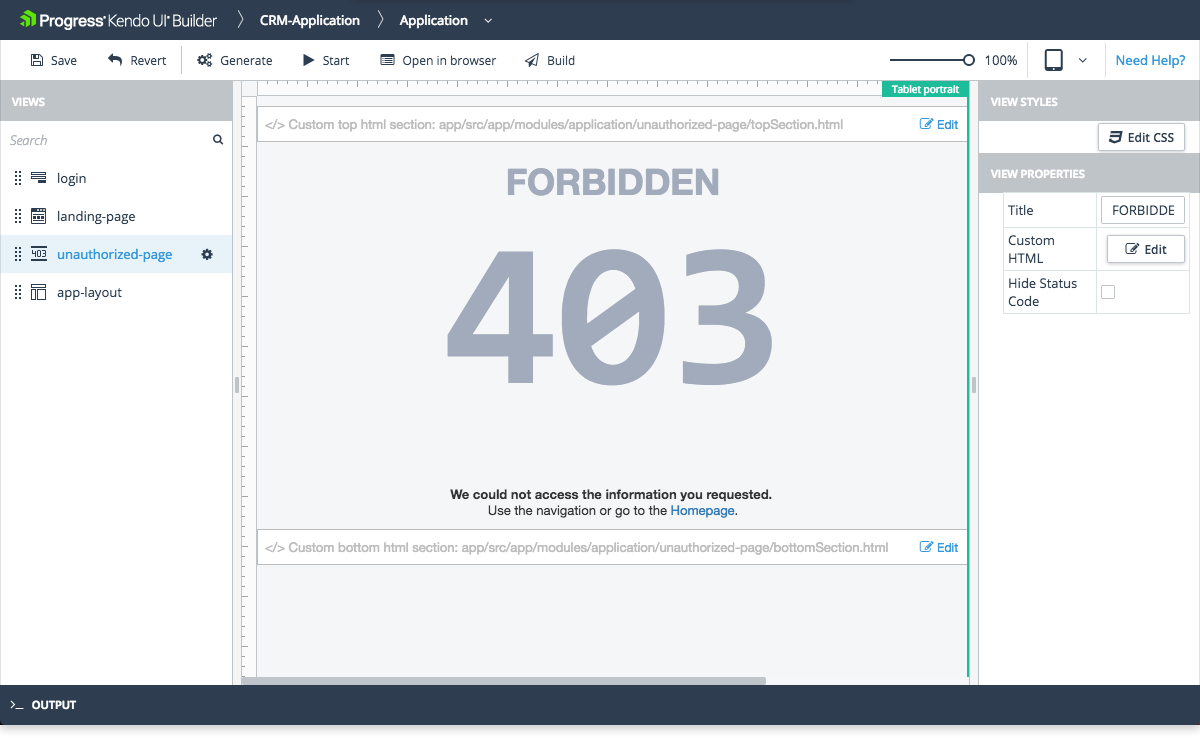 Progress Kendo UI Builder CRM-Application Application
Save Revert Generate Start Open in browser Build 100% Need Help?
VIEWS
Search
login
landing-page
403 unauthorized-page
app-layout
Tablet portrait
</> Custom top html section: app/src/app/modules/application/unauthorized-page/topSection.html Edit
FORBIDDEN
403
We could not access the information you requested.
Use the navigation or go to the Homepage.
</> Custom bottom html section: app/src/app/modules/application/unauthorized-page/bottomSection.html Edit
VIEW STYLES
Edit CSS
VIEW PROPERTIES
Title FORBIDDE
Custom
HTML
Edit
Hide Status
Code
>_ OUTPUT